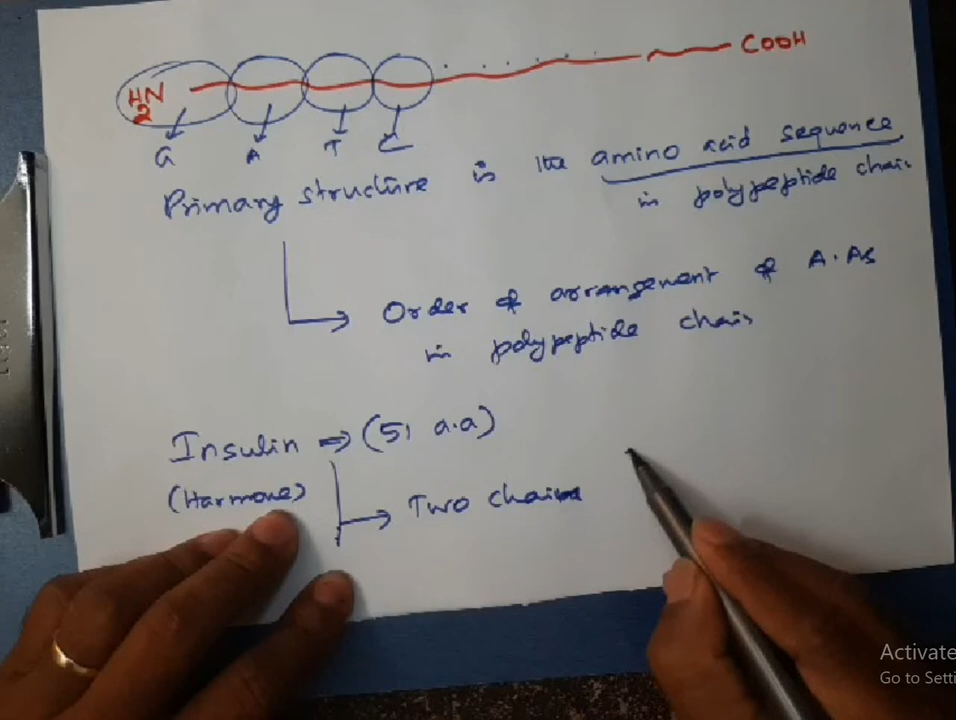 H2N COOH
G A T C
Primary structure is the amino acid sequence
in polypeptide chain
Order of arrangement of A.As
in polypeptide chain
Insulin ⇒ (51 a.a)
(Harmone) → Two chains
Activate
Go to Setti